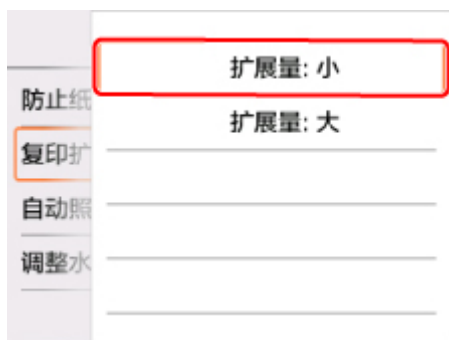 扩展量: 小
扩展量: 大
防止纸
复印扩
自动照
调整水